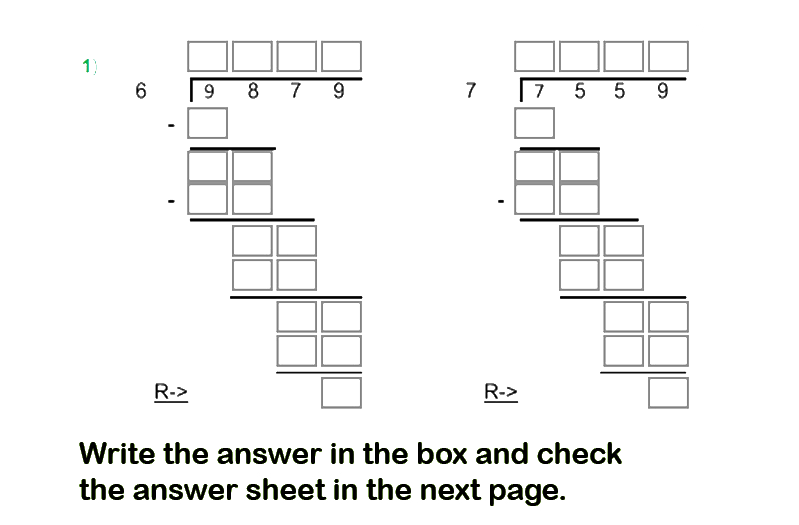 1)
6 9 8 7 9
7 7 5 5 9
-
- -
R-> R->
Write the answer in the box and check
the answer sheet in the next page.